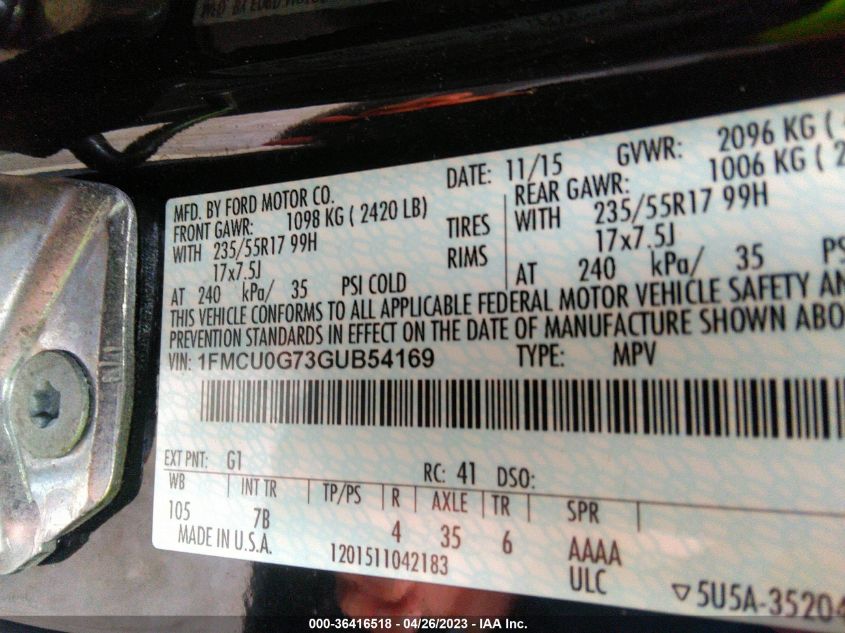 MFD. BY FORD MOTOR CO.
DATE: 11/15 GVWR: 2096 KG (
FRONT GAWR: 1098 KG ( 2420 LB)
REAR GAWR: 1006 KG ( 2
WITH 235/55R17 99H TIRES WITH 235/55R17 99H
17x7.5J RIMS 17x7.5J
AT 240 kPa/ 35 PSI COLD AT 240 kPa/ 35
THIS VEHICLE CONFORMS TO ALL APPLICABLE FEDERAL MOTOR VEHICLE SAFETY
PREVENTION STANDARDS IN EFFECT ON THE DATE OF MANUFACTURE SHOWN
VIN: 1FMCU0G73GUB54169 TYPE: MPV
EXT PNT: G1 RC: 41 DSO:
WB INT TR TP/PS R AXLE TR SPR
105 7B 4 35 6 AAAA
MADE IN U.S.A. 1201511042183 ULC
▽5U5A-35204
000-36416518 - 04/26/2023 - IAA Inc.